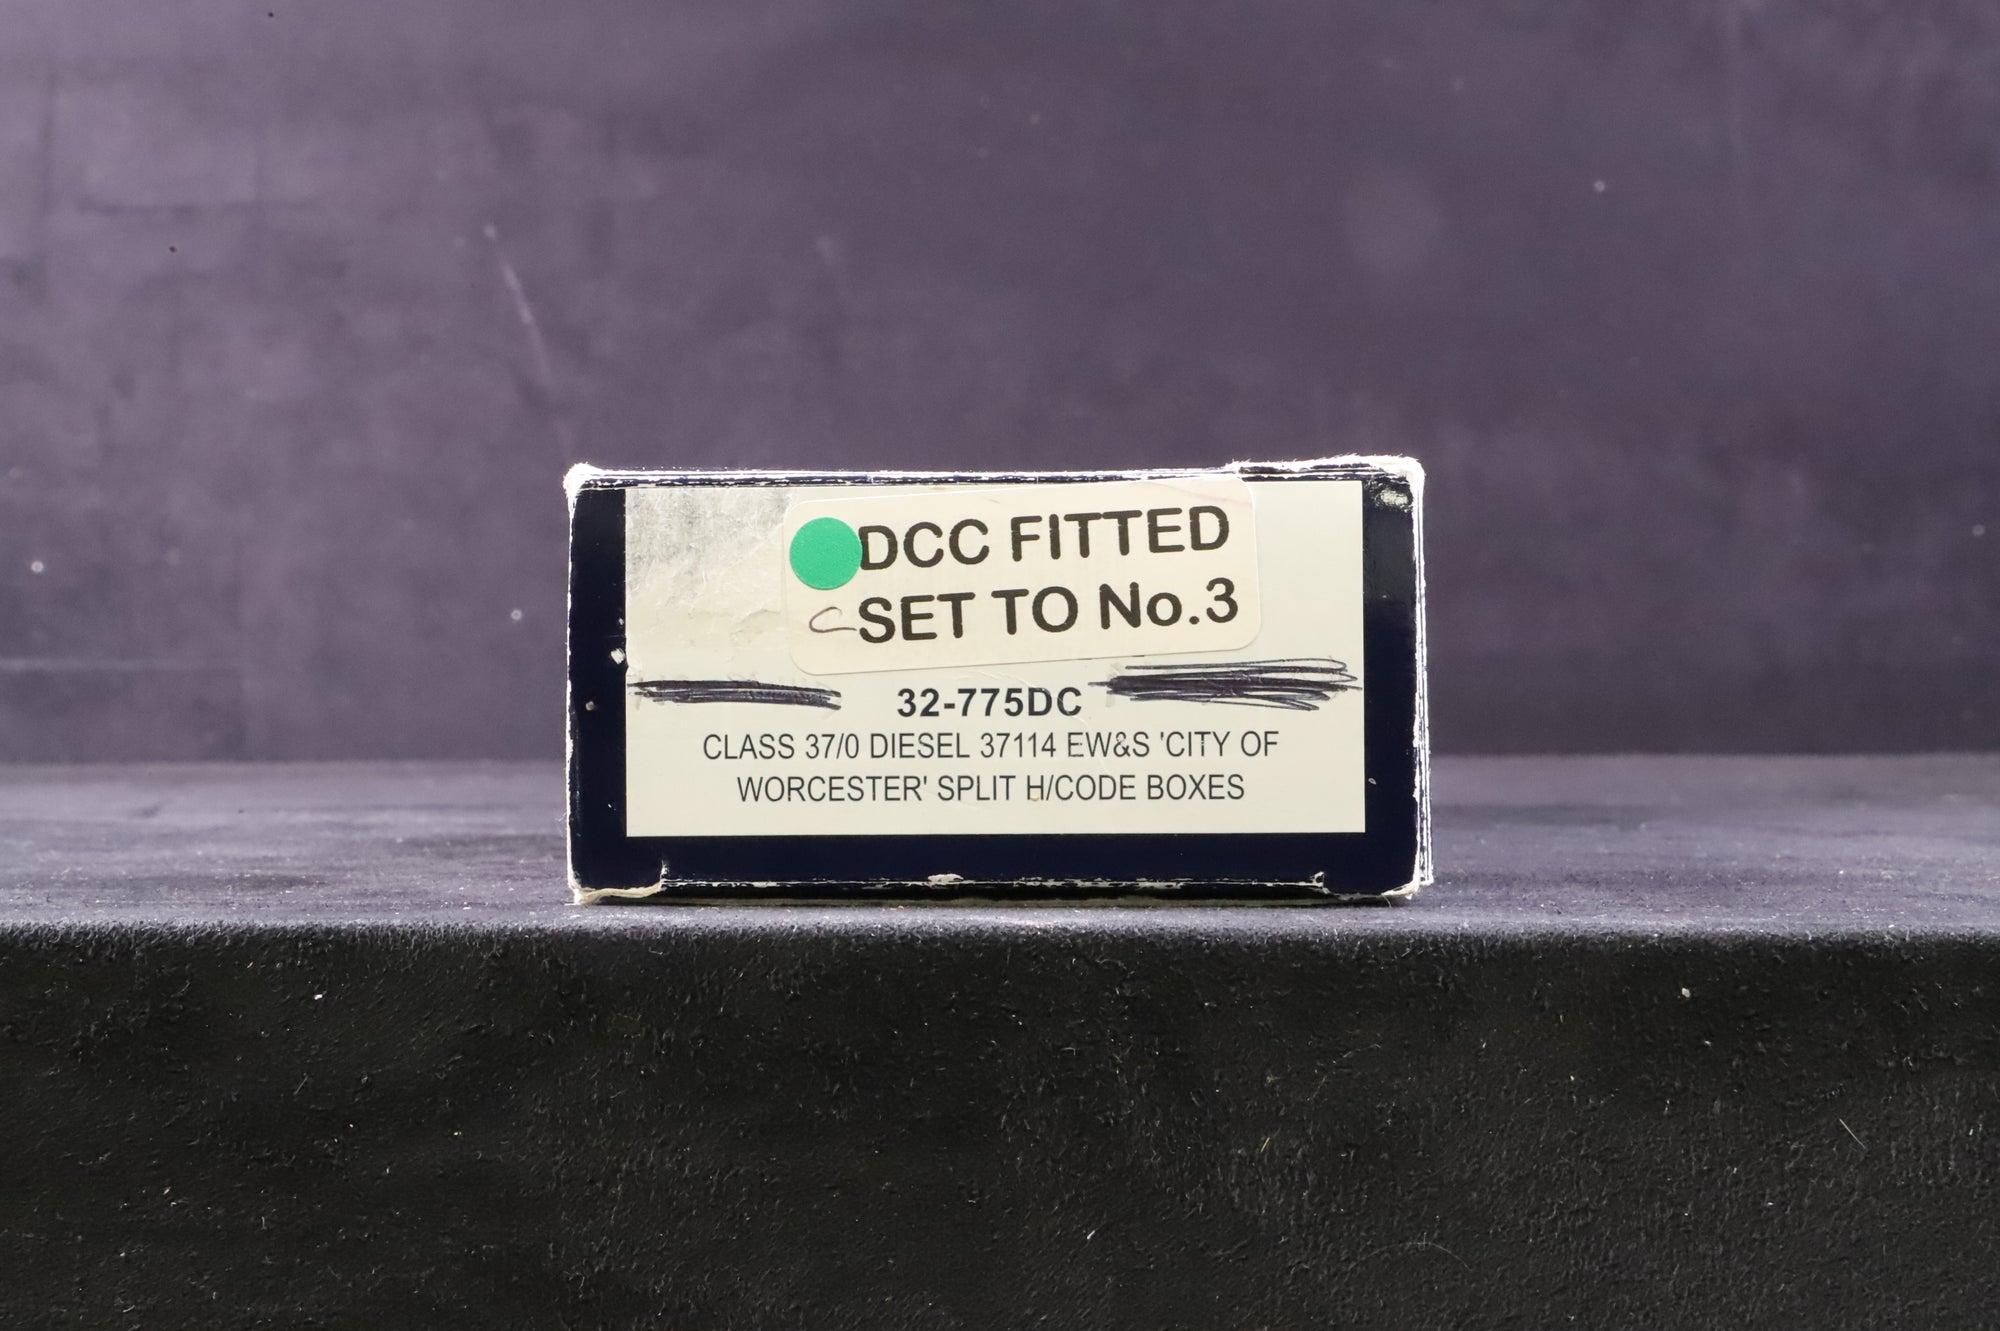 DCC FITTED
SET TO No.3
32-775DC
CLASS 37/0 DIESEL 37114 EW&S 'CITY OF
WORCESTER' SPLIT H/CODE BOXES